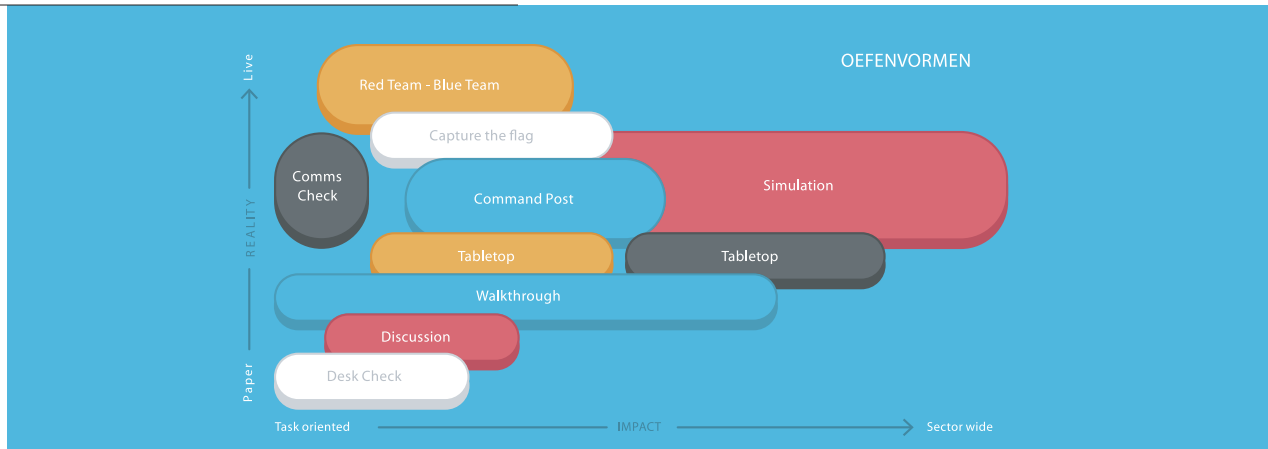 OEFENVORMEN
Live
REALITY
Paper
Red Team - Blue Team
Capture the flag
Comms
Check
Simulation
Command Post
Tabletop
Tabletop
Walkthrough
Discussion
Desk Check
Task oriented
IMPACT
Sector wide